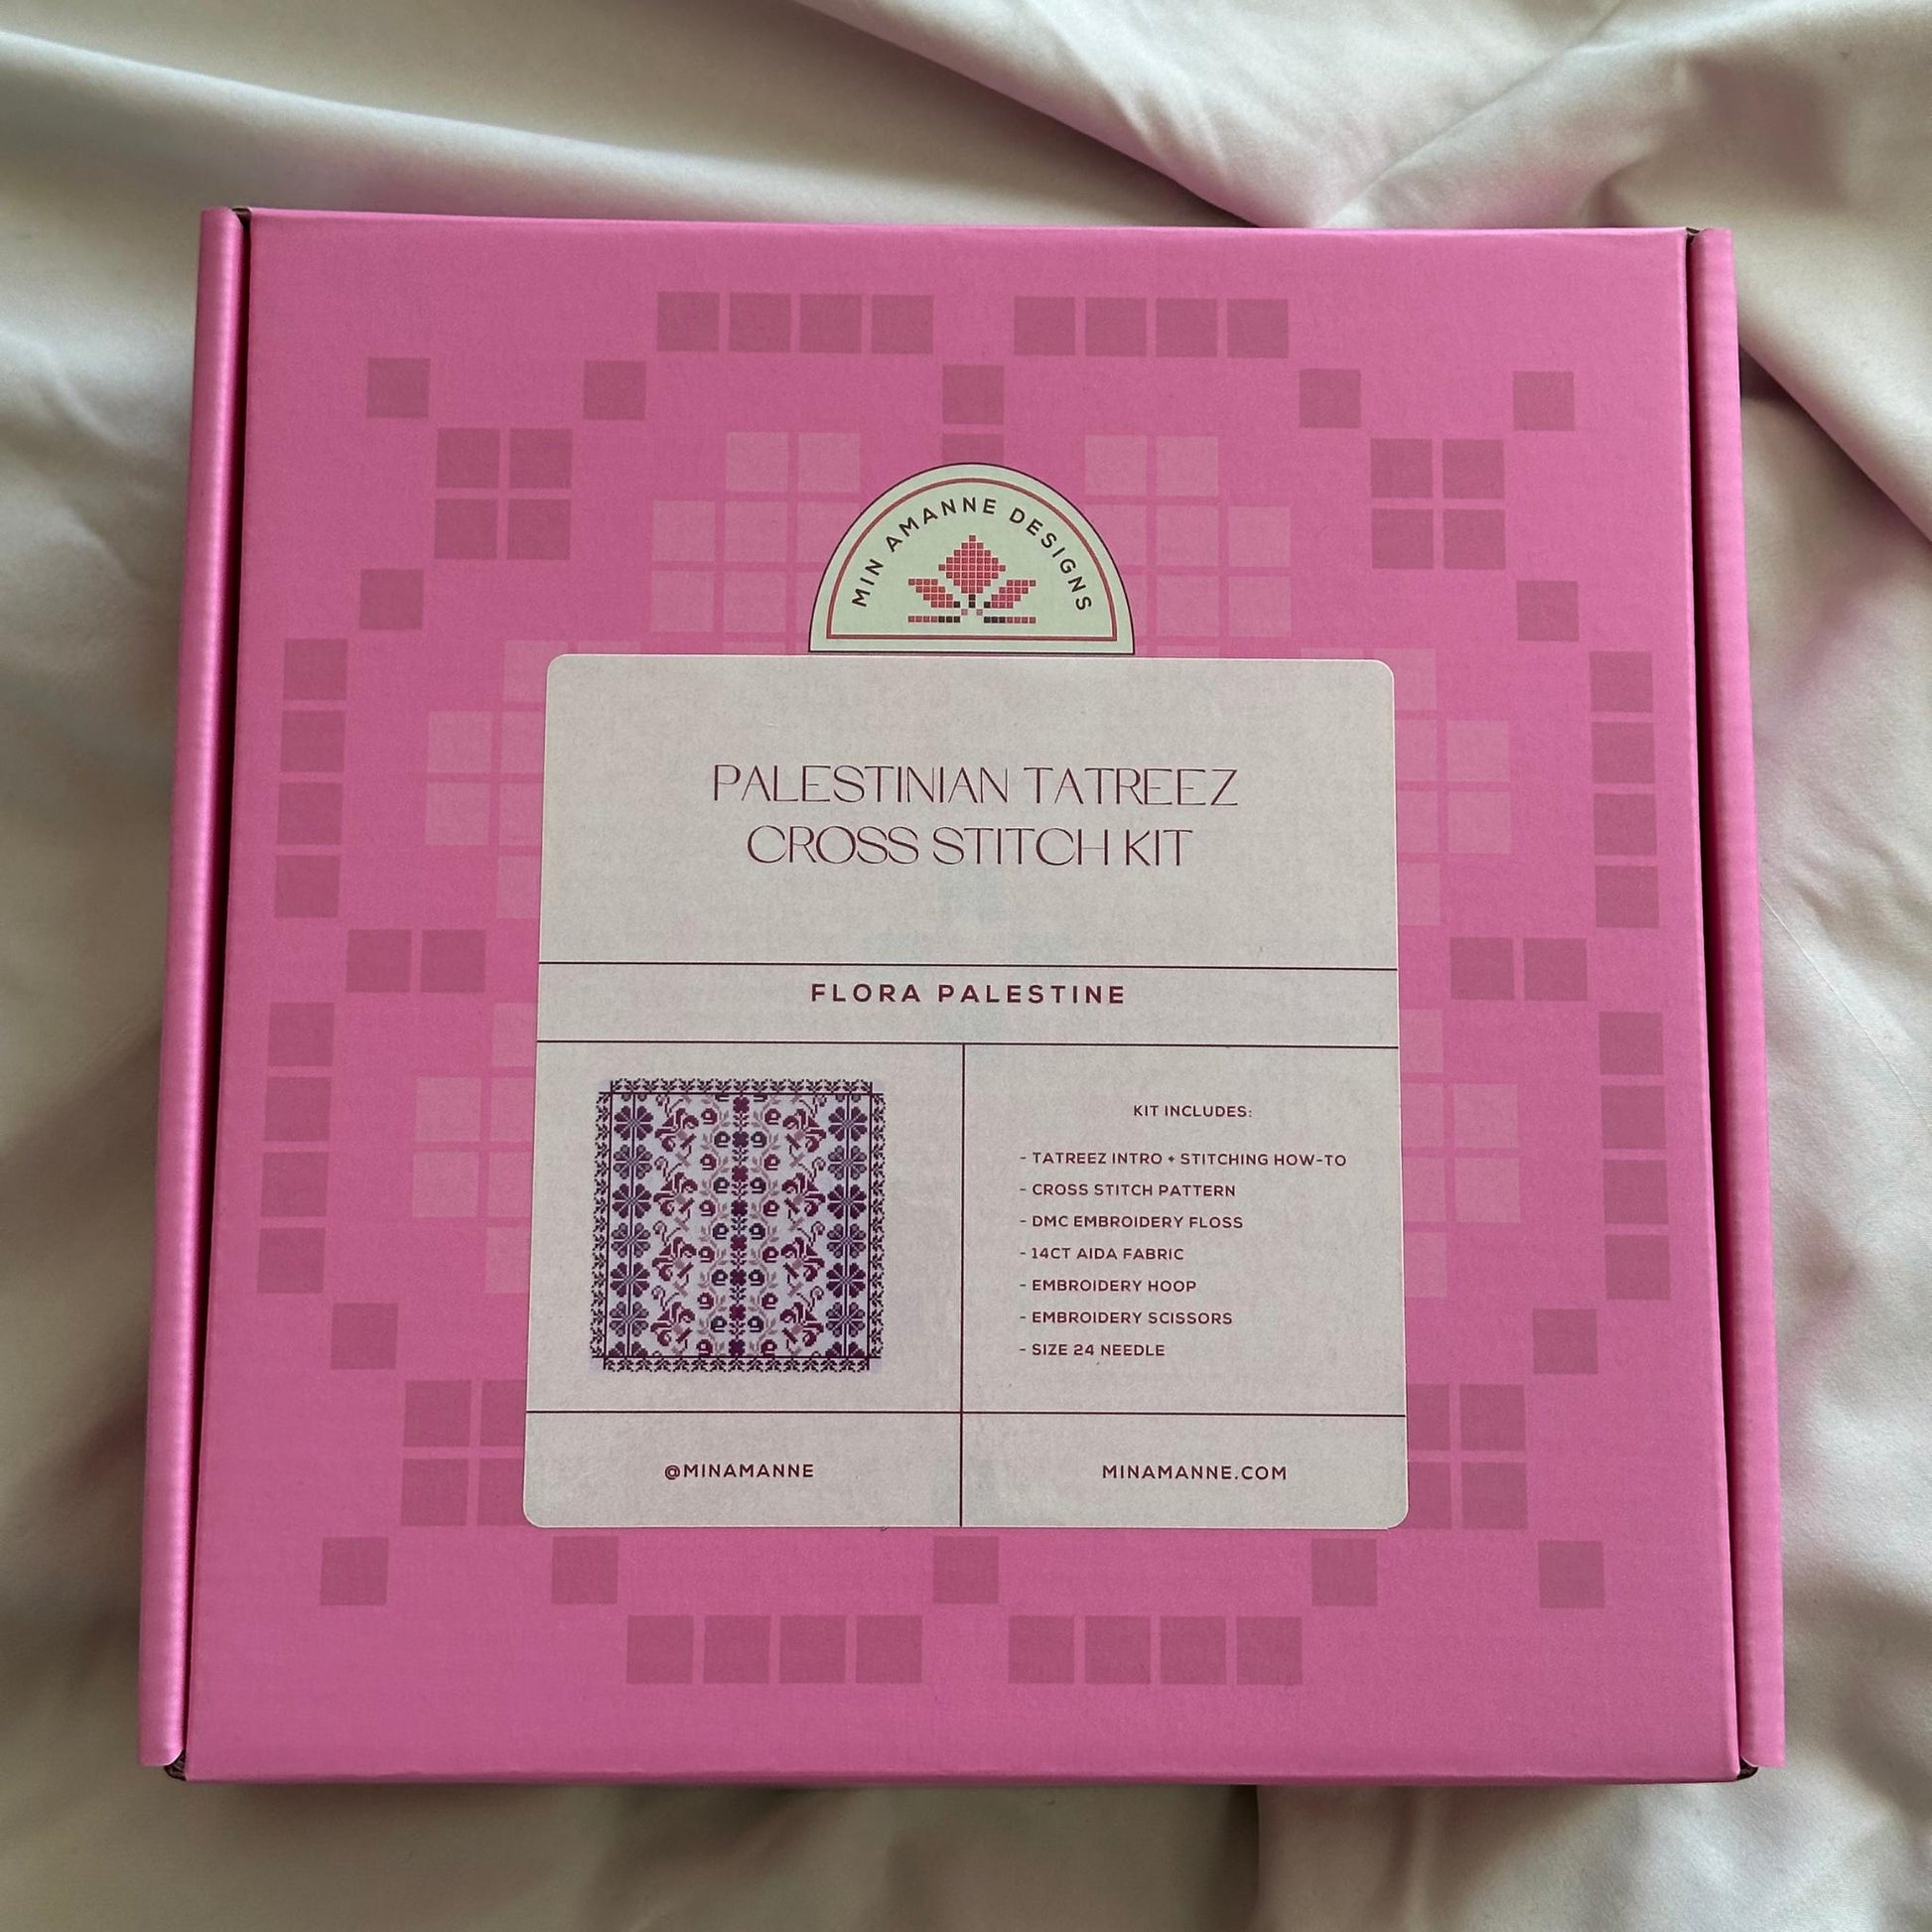 MIN AMANNE DESIGNS
PALESTINIAN TATREEZ
CROSS STITCH KIT
FLORA PALESTINE
KIT INCLUDES:
- TATREEZ INTRO + STITCHING HOW-TO
- CROSS STITCH PATTERN
- DMC EMBROIDERY FLOSS
- 14CT AIDA FABRIC
- EMBROIDERY HOOP
- EMBROIDERY SCISSORS
- SIZE 24 NEEDLE
@MINAMANNE
MINAMANNE.COM